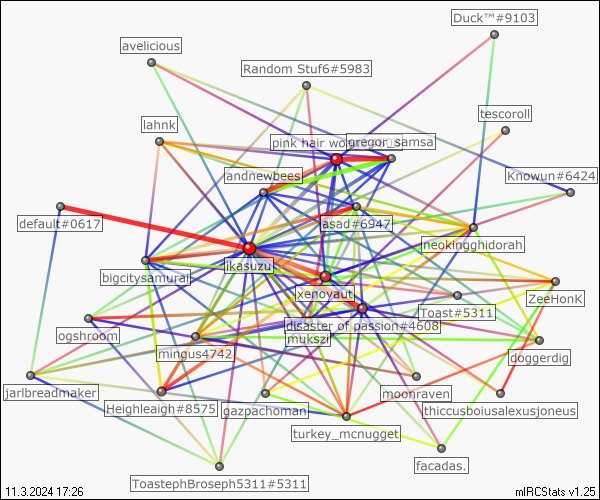 Duck™#9103
avelicious
Random Stuf6#5983
tescoroll
lahnk
pink hair wo
gregor_samsa
andnewbees
Knowun#6424
default#0617
asad#6947
neokingghidorah
ikasuzu
bigcitysamurai
xenoyaut
ZeeHonK
Toast#5311
disaster of passion#4608
ogshroom
mukszi
mingus4742
doggerdig
jarlbreadmaker
moonraven
Heighleigh#8575
gazpachoman
thiccusboiusalexusjoneus
turkey_mcnugget
facadas.
ToastephBroseph5311#5311
11.3.2024 17:26
mIRCStats v1.25